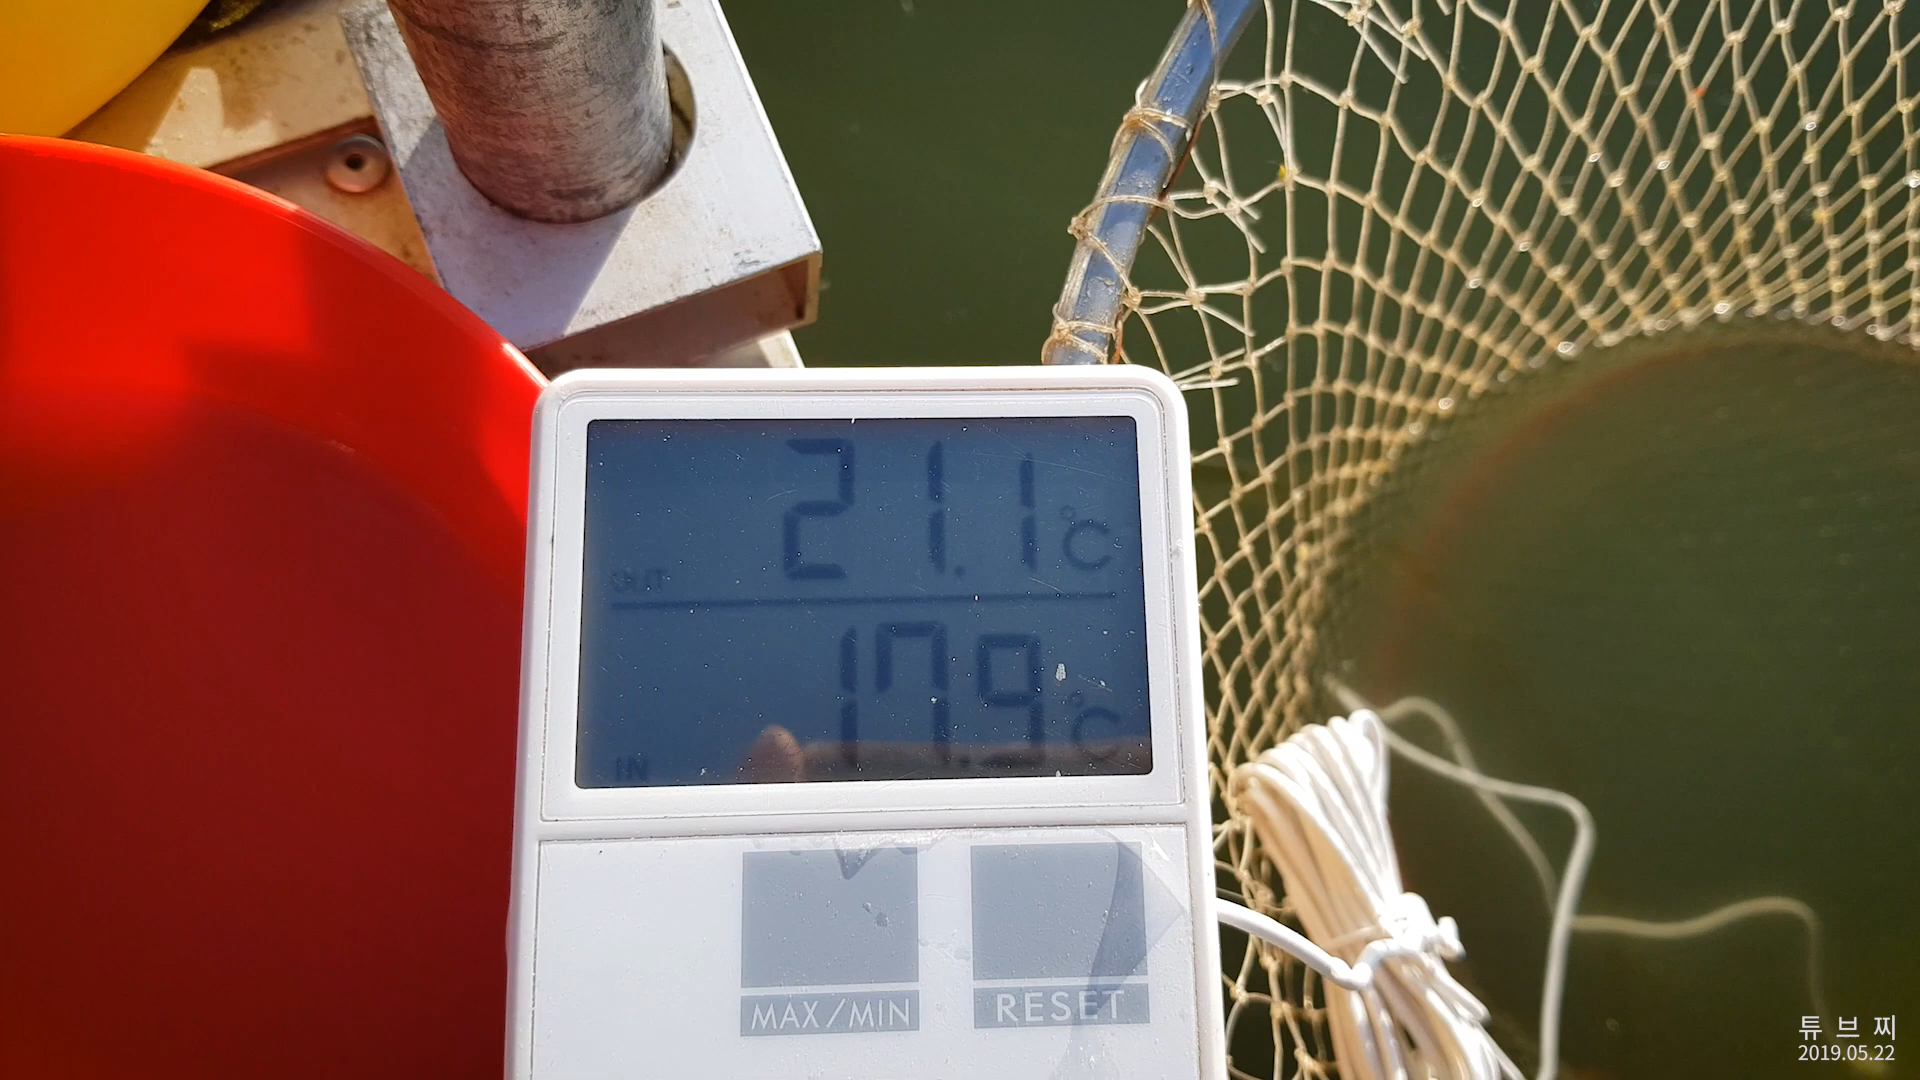 21.1°C
OUT
17.9°C
IN
MAX/MIN RESET
튜브찌
2019.05.22